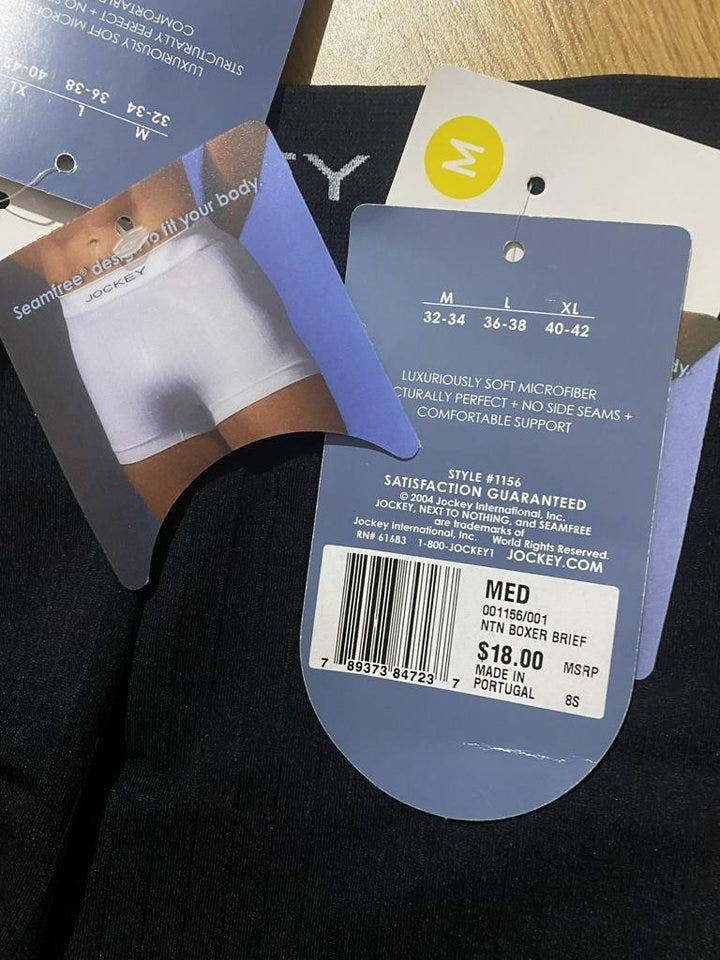 LUXURIOUSLY SOFT MICROF
STRUCTURALLY PERFECT + NO S
COMFORTABL
M L XL
32-34 36-38 40-42
Seamfree® des to fit your body.
JOCKEY
EY
M
M L XL
32-34 36-38 40-42
LUXURIOUSLY SOFT MICROFIBER
CTURALLY PERFECT + NO SIDE SEAMS +
COMFORTABLE SUPPORT
STYLE #1156
SATISFACTION GUARANTEED
© 2004 Jockey International, Inc.
JOCKEY, NEXT TO NOTHING, and SEAMFREE
are trademarks of
Jockey International, Inc. World Rights Reserved.
RN# 61683 1-800-JOCKEY1 JOCKEY.COM
MED
001156/001
NTN BOXER BRIEF
$18.00 MSRP
MADE IN
PORTUGAL 8S
7 89373 84723 7
dy.